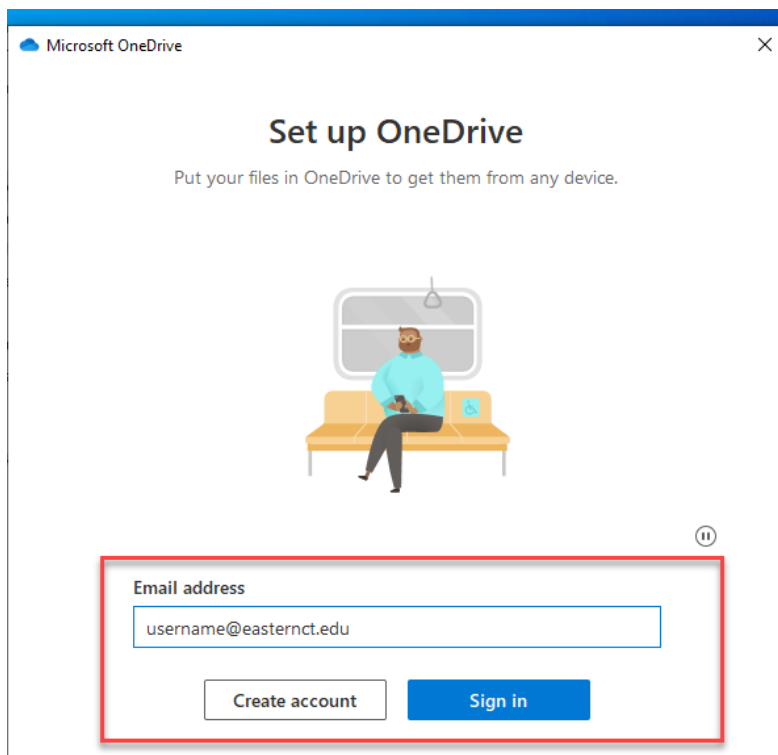 Microsoft OneDrive
Set up OneDrive
Put your files in OneDrive to get them from any device.
Email address
username@easternct.edu
Create account Sign in